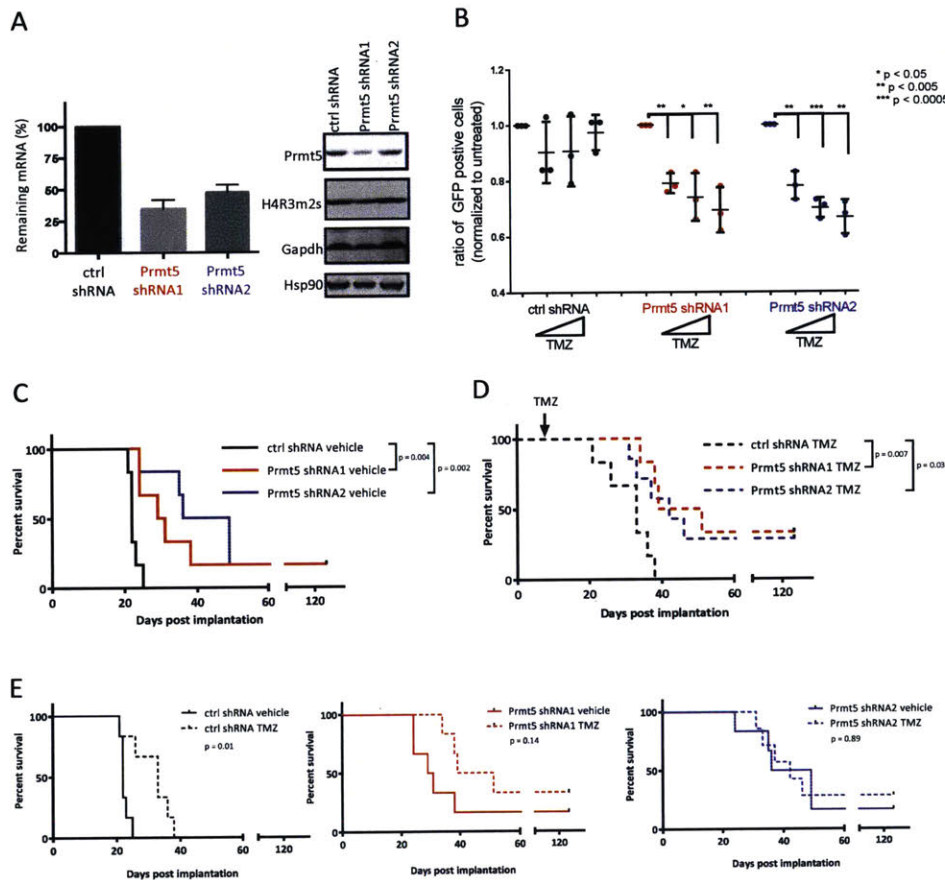 A
Remaining mRNA (%)
100
75
50
25
0
ctrl
shRNA
Prmt5
shRNA1
Prmt5
shRNA2
ctrl shRNA
Prmt5 shRNA1
Prmt5 shRNA2
Prmt5
H4R3m2s
Gapdh
Hsp90
B
ratio of GFP postive cells
(normalized to untreated)
1.2
1.0
0.8
0.6
0.4
** * **
** *** **
* p < 0.05
** p < 0.005
*** p < 0.0005
ctrl shRNA
TMZ
Prmt5 shRNA1
TMZ
Prmt5 shRNA2
TMZ
C
Percent survival
100
50
0
0 20 40 60 120
Days post implantation
ctrl shRNA vehicle
Prmt5 shRNA1 vehicle
Prmt5 shRNA2 vehicle
p = 0.004
p = 0.002
D
TMZ
Percent survival
100
50
0
0 20 40 60 120
Days post implantation
ctrl shRNA TMZ
Prmt5 shRNA1 TMZ
Prmt5 shRNA2 TMZ
p = 0.007
p = 0.03
E
Percent survival
100
50
0
0 20 40 60 120
Days post implantation
ctrl shRNA vehicle
ctrl shRNA TMZ
p = 0.01
Percent survival
100
50
0
0 20 40 60 120
Days post implantation
Prmt5 shRNA1 vehicle
Prmt5 shRNA1 TMZ
p = 0.14
Percent survival
100
50
0
0 20 40 60 120
Days post implantation
Prmt5 shRNA2 vehicle
Prmt5 shRNA2 TMZ
p = 0.89